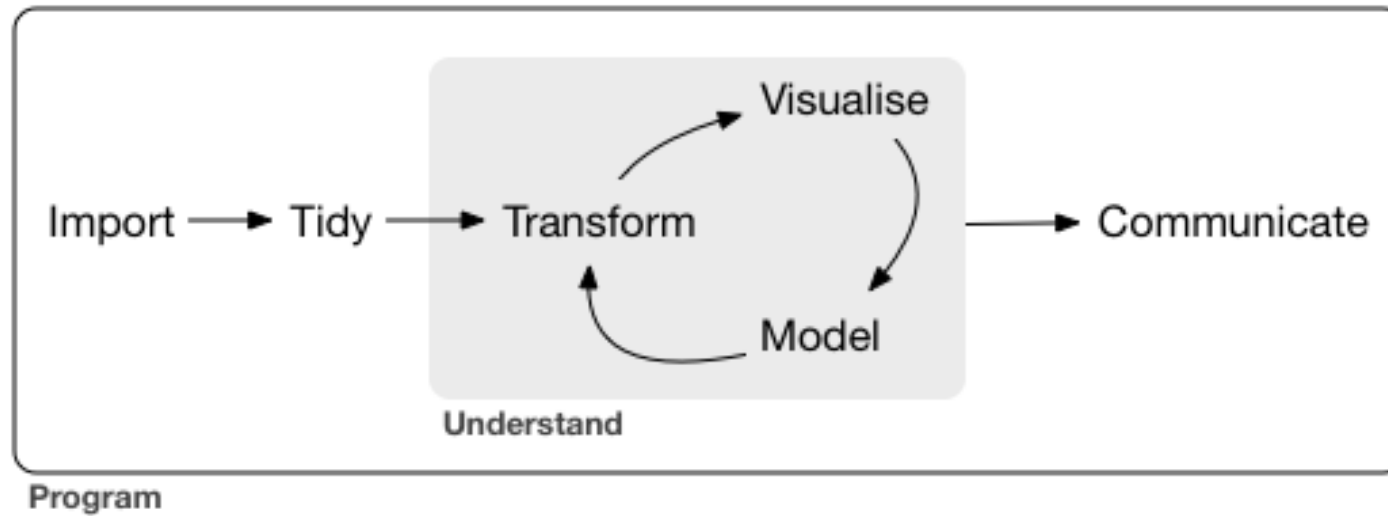 Visualise
Import
Tidy
Transform
Communicate
Model
Understand
Program